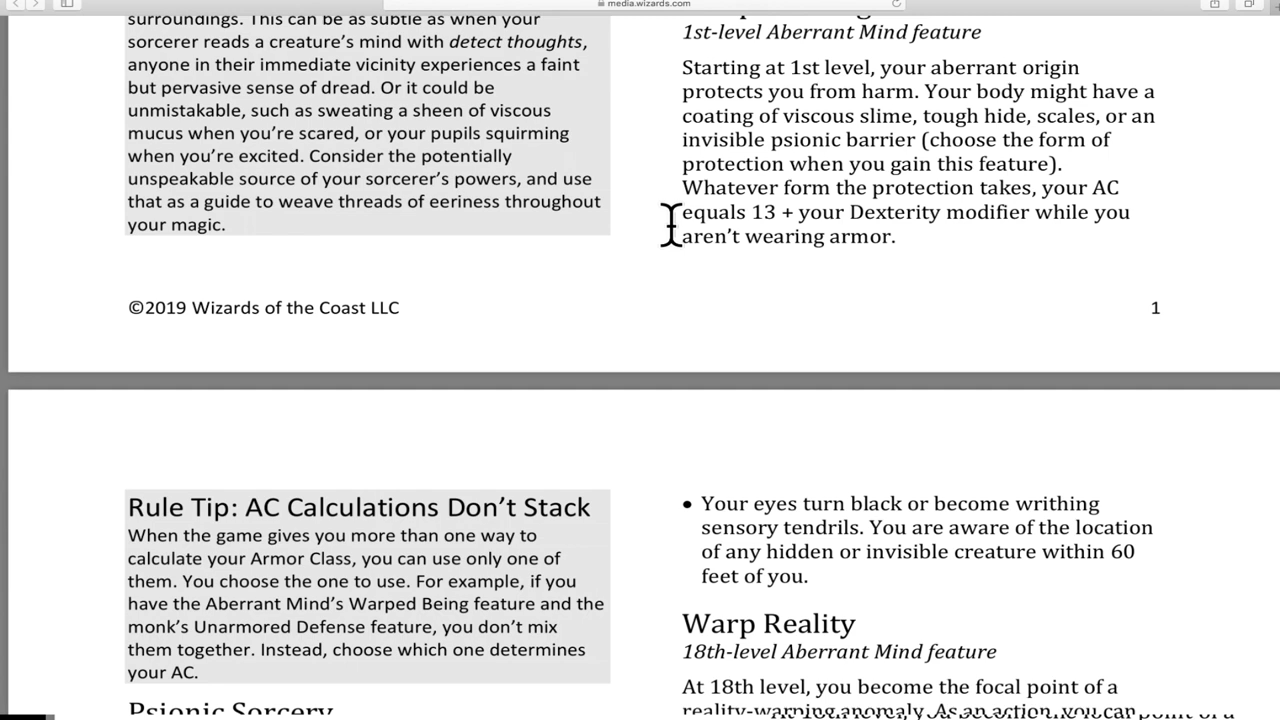 media.wizards.com
surroundings. This can be as subtle as when your
sorcerer reads a creature's mind with detect thoughts,
anyone in their immediate vicinity experiences a faint
but pervasive sense of dread. Or it could be
unmistakable, such as sweating a sheen of viscous
mucus when you're scared, or your pupils squirming
when you're excited. Consider the potentially
unspeakable source of your sorcerer's powers, and use
that as a guide to weave threads of eeriness throughout
your magic.
1st-level Aberrant Mind feature
Starting at 1st level, your aberrant origin
protects you from harm. Your body might have a
coating of viscous slime, tough hide, scales, or an
invisible psionic barrier (choose the form of
protection when you gain this feature).
Whatever form the protection takes, your AC
equals 13 + your Dexterity modifier while you
aren't wearing armor.
©2019 Wizards of the Coast LLC
1
Rule Tip: AC Calculations Don't Stack
When the game gives you more than one way to
calculate your Armor Class, you can use only one of
them. You choose the one to use. For example, if you
have the Aberrant Mind's Warped Being feature and the
monk's Unarmored Defense feature, you don't mix
them together. Instead, choose which one determines
your AC.
Psionic Sorcery
• Your eyes turn black or become writhing
sensory tendrils. You are aware of the location
of any hidden or invisible creature within 60
feet of you.
Warp Reality
18th-level Aberrant Mind feature
At 18th level, you become the focal point of a
reality-warping anomaly. As an action, you can